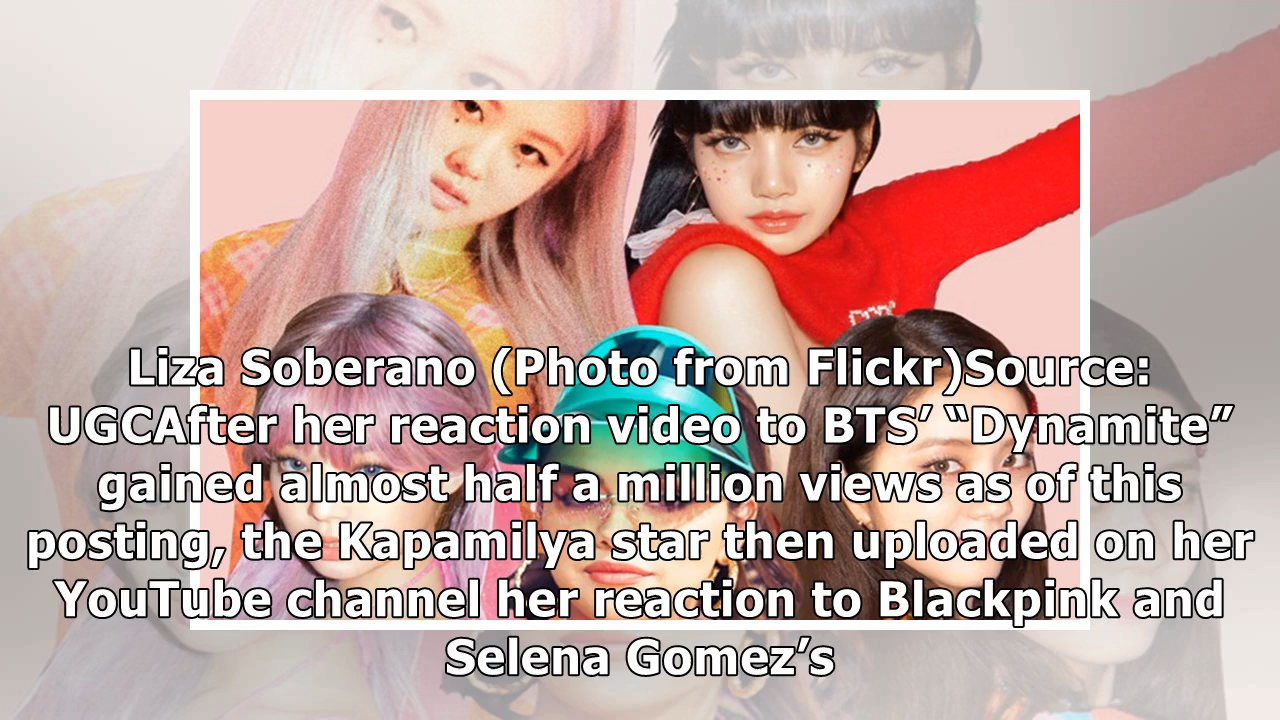 Liza Soberano (Photo from Flickr)Source:
UGCAfter her reaction video to BTS’ “Dynamite”
gained almost half a million views as of this
posting, the Kapamilya star then uploaded on her
YouTube channel her reaction to Blackpink and
Selena Gomez’s